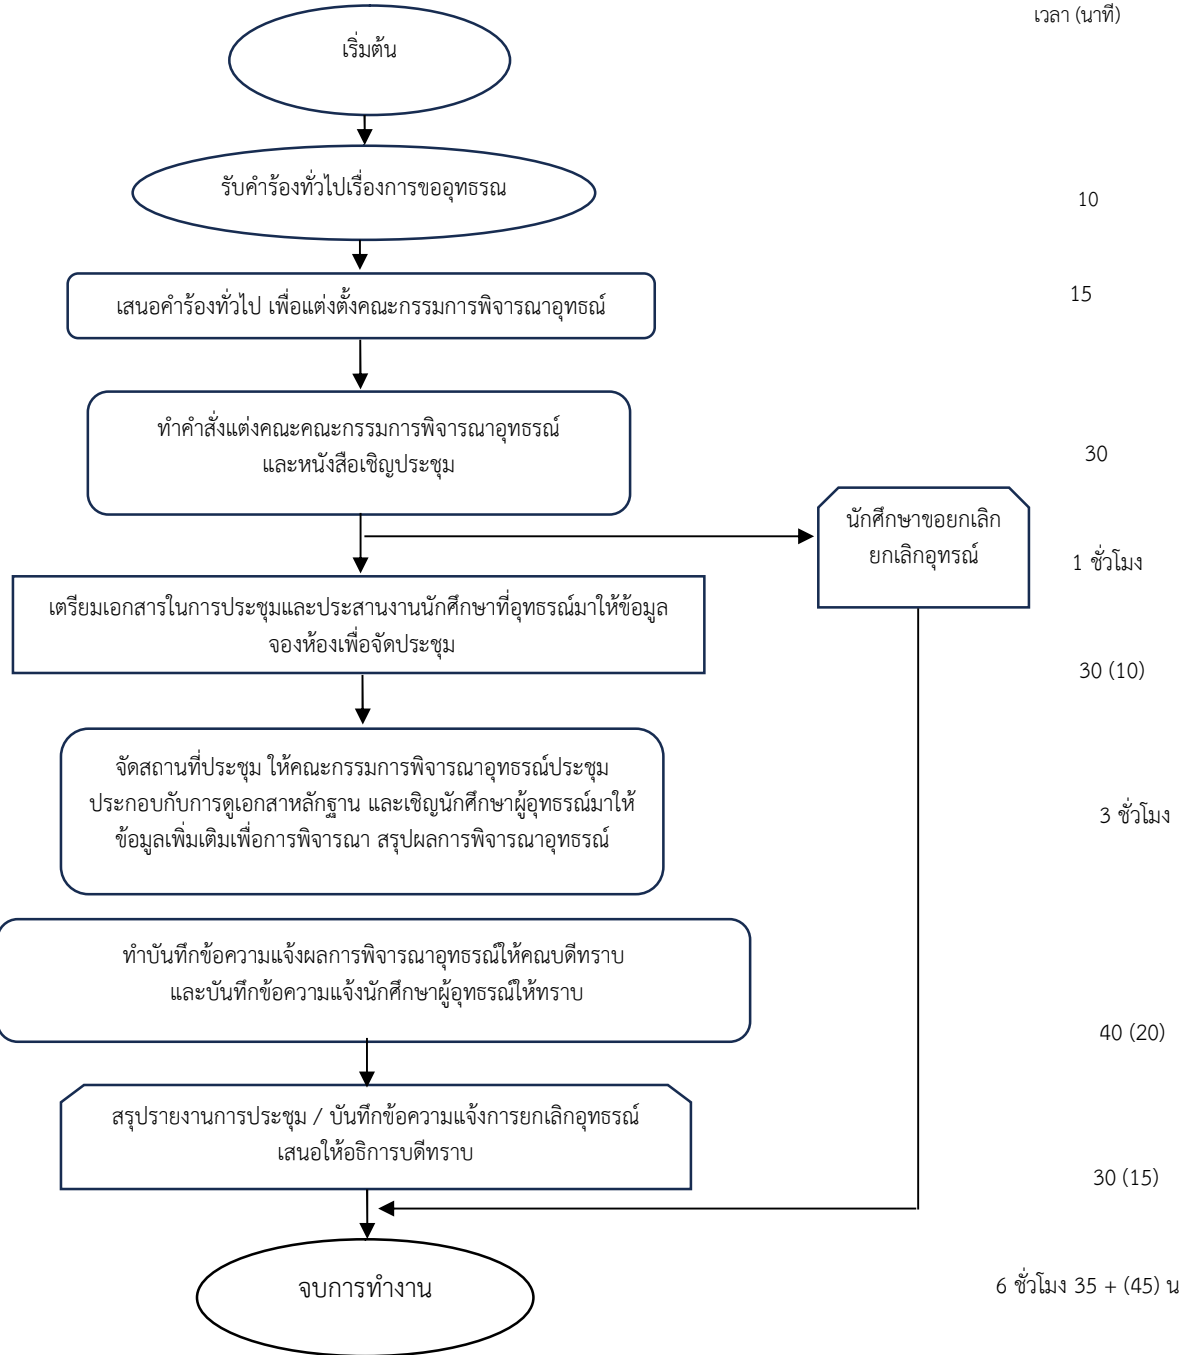 เวลา (นาที)
เริ่มต้น
รับคำร้องทั่วไปเรื่องการขออุทธรณ
10
เสนอคำร้องทั่วไป เพื่อแต่งตั้งคณะกรรมการพิจารณาอุทธณ์
15
ทำคำสั่งแต่งคณะคณะกรรมการพิจารณาอุทธรณ์
และหนังสือเชิญประชุม
30
นักศึกษาขอยกเลิก
ยกเลิกอุทรณ์
1 ชั่วโมง
เตรียมเอกสารในการประชุมและประสานงานนักศึกษาที่อุทธรณ์มาให้ข้อมูล
จองห้องเพื่อจัดประชุม
30 (10)
จัดสถานที่ประชุม ให้คณะกรรมการพิจารณาอุทธรณ์ประชุม
ประกอบกับการดูเอกสาหลักฐาน และเชิญนักศึกษาผู้อุทธรณ์มาให้
ข้อมูลเพิ่มเติมเพื่อการพิจารณา สรุปผลการพิจารณาอุทธรณ์
3 ชั่วโมง
ทำบันทึกข้อความแจ้งผลการพิจารณาอุทธรณ์ให้คณบดีทราบ
และบันทึกข้อความแจ้งนักศึกษาผู้อุทธรณ์ให้ทราบ
40 (20)
สรุปรายงานการประชุม / บันทึกข้อความแจ้งการยกเลิกอุทธรณ์
เสนอให้อธิการบดีทราบ
30 (15)
จบการทำงาน
6 ชั่วโมง 35 + (45) น